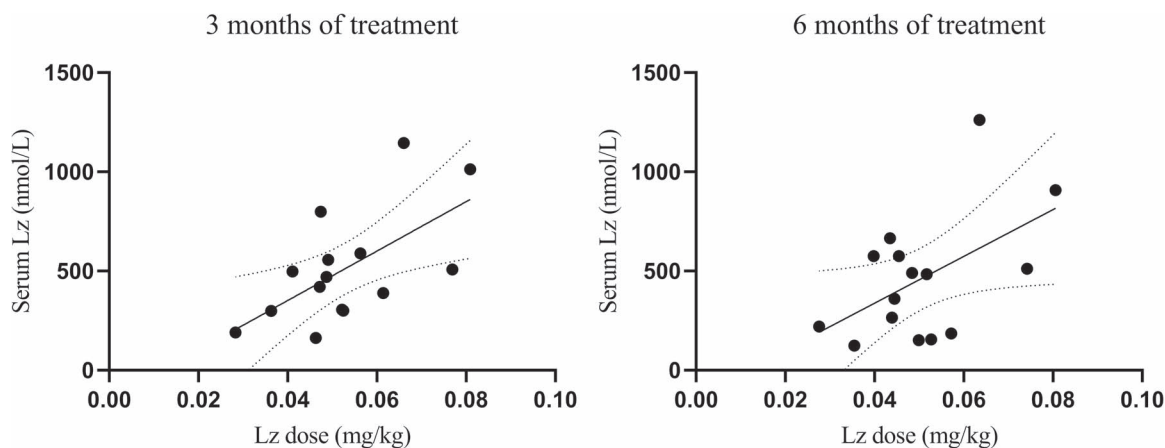 3 months of treatment
Serum Lz (nmol/L)
1500
1000
500
0
0.00 0.02 0.04 0.06 0.08 0.10
Lz dose (mg/kg)
6 months of treatment
Serum Lz (nmol/L)
1500
1000
500
0
0.00 0.02 0.04 0.06 0.08 0.10
Lz dose (mg/kg)